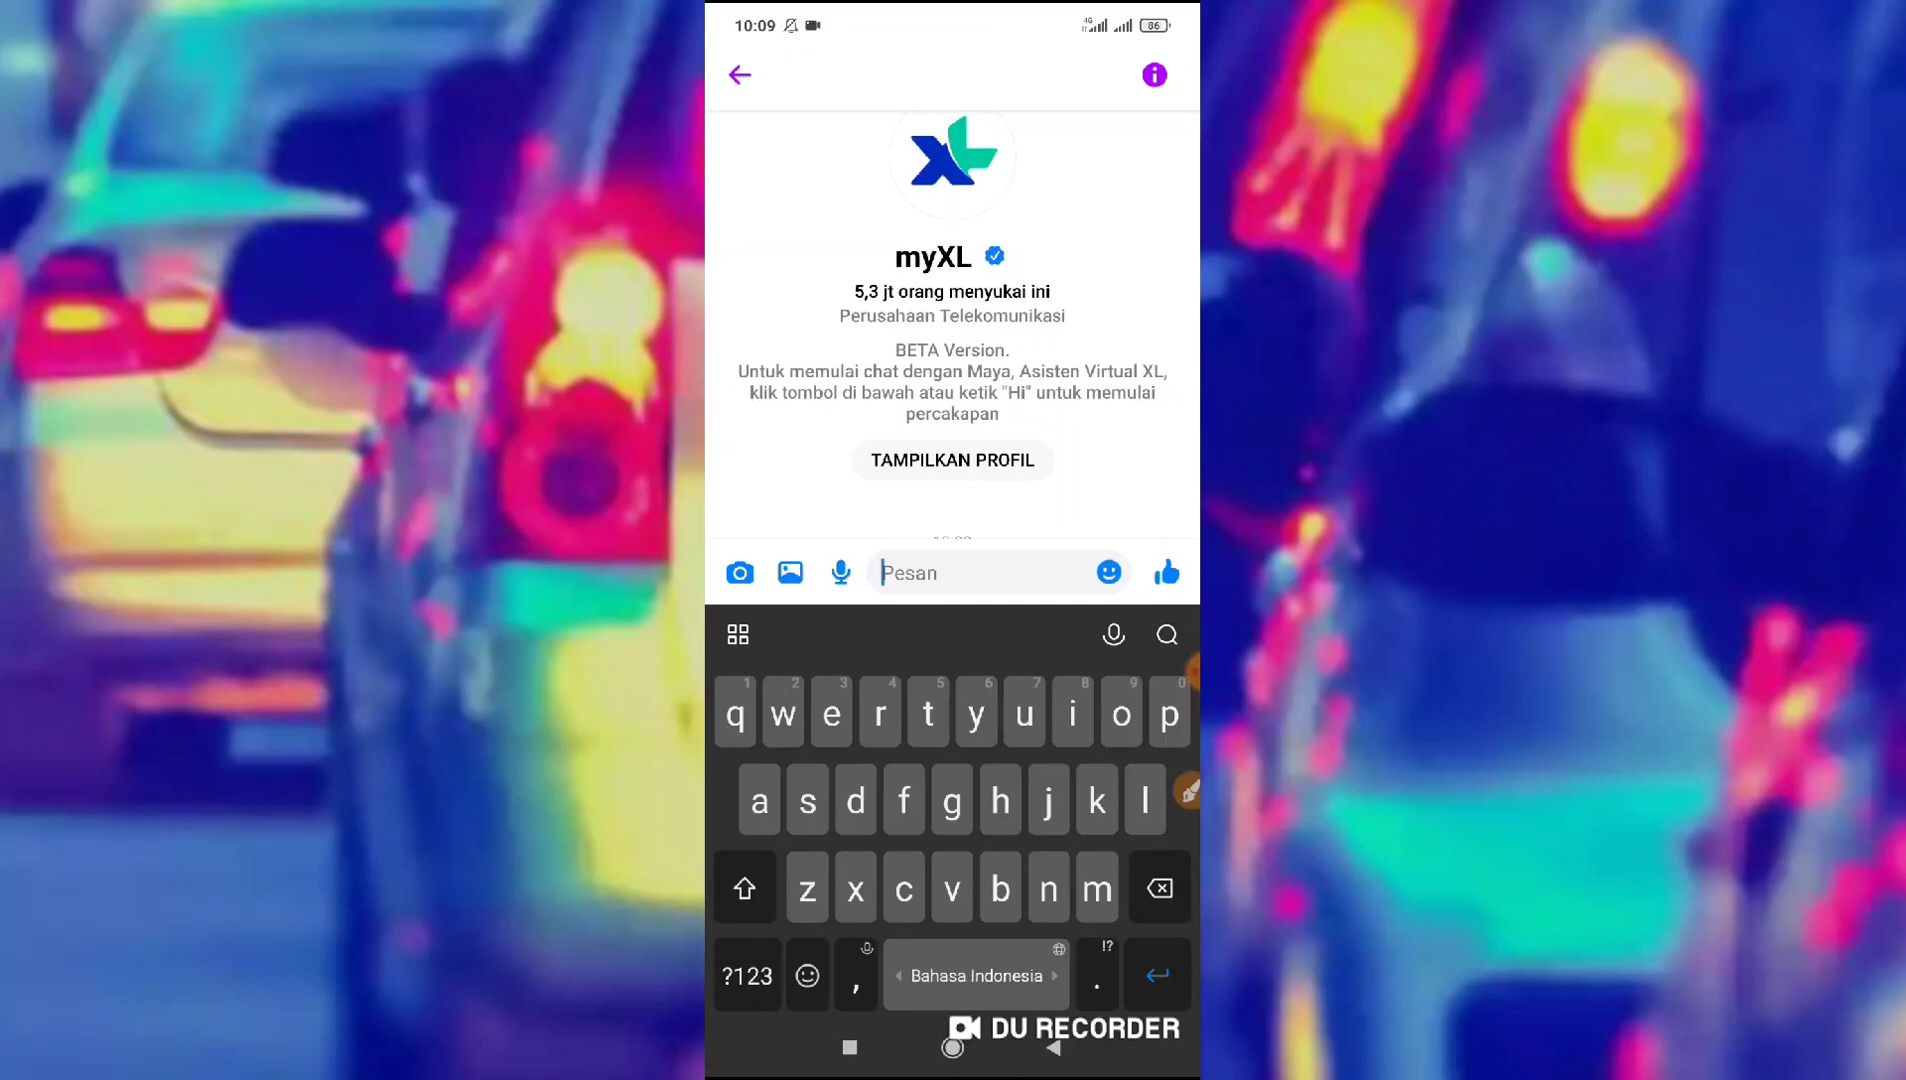 10:09
4G
86
XL
myXL
5,3 jt orang menyukai ini
Perusahaan Telekomunikasi
BETA Version.
Untuk memulai chat dengan Maya, Asisten Virtual XL,
klik tombol di bawah atau ketik "Hi" untuk memulai
percakapan
TAMPILKAN PROFIL
Pesan
1 2 3 4 5 6 7 8 9 0
q w e r t y u i o p
a s d f g h j k l
z x c v b n m
!?
?123 , Bahasa Indonesia .
DU RECORDER